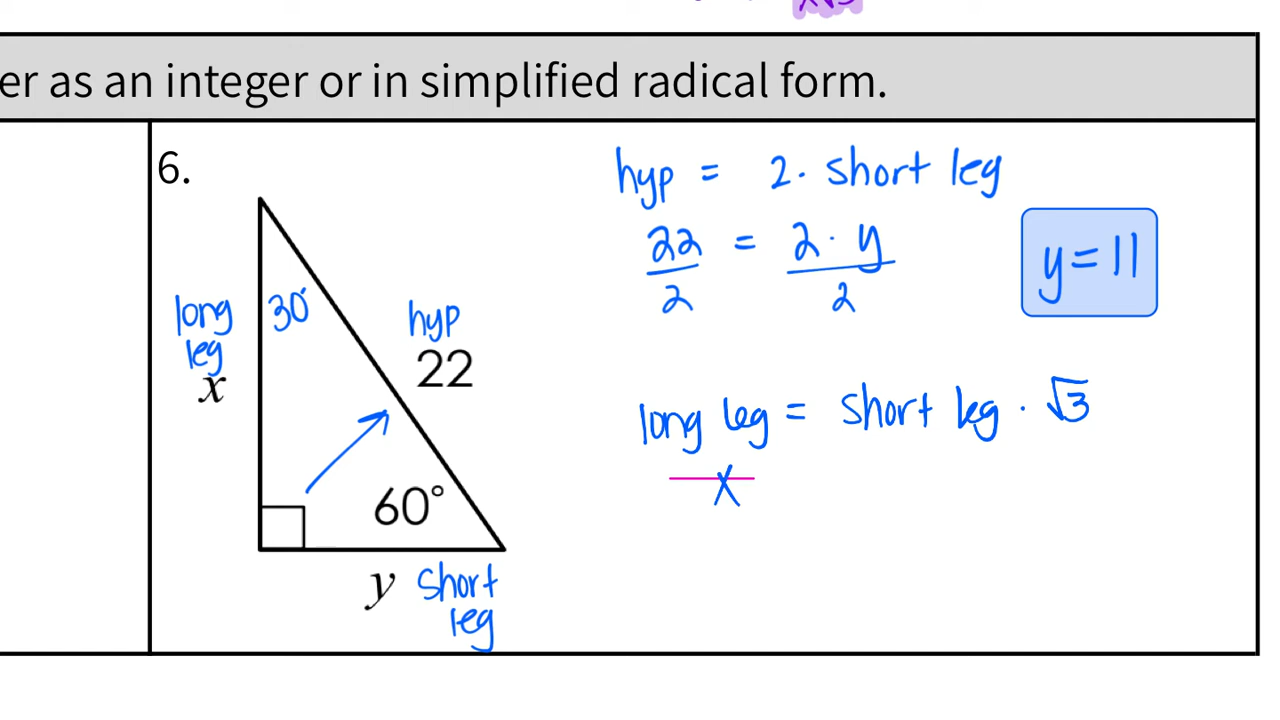 x√3
er as an integer or in simplified radical form.
6.
hyp = 2 · short leg
22 = 2 · y
2 2
y = 11
30°
long
leg
x
hyp
22
long leg = short leg · √3
x
60°
y short
leg